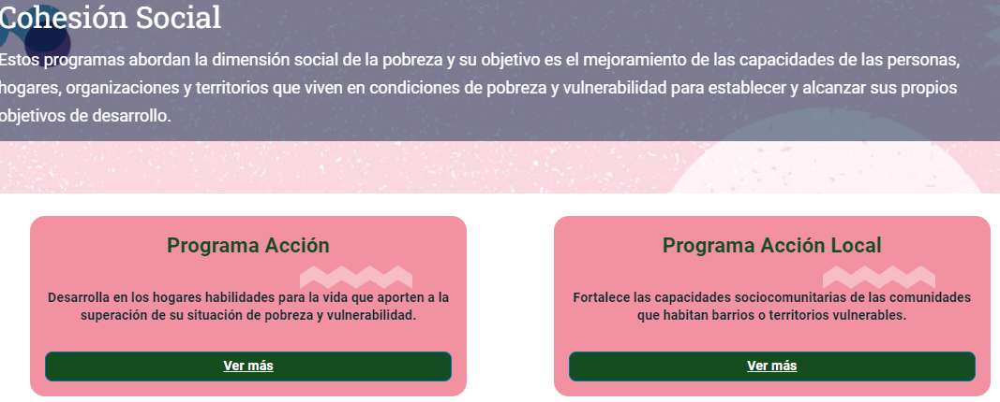 Cohesión Social
Estos programas abordan la dimensión social de la pobreza y su objetivo es el mejoramiento de las capacidades de las personas,
hogares, organizaciones y territorios que viven en condiciones de pobreza y vulnerabilidad para establecer y alcanzar sus propios
objetivos de desarrollo.
Programa Acción
Desarrolla en los hogares habilidades para la vida que aporten a la
superación de su situación de pobreza y vulnerabilidad.
Ver más
Programa Acción Local
Fortalece las capacidades sociocomunitarias de las comunidades
que habitan barrios o territorios vulnerables.
Ver más